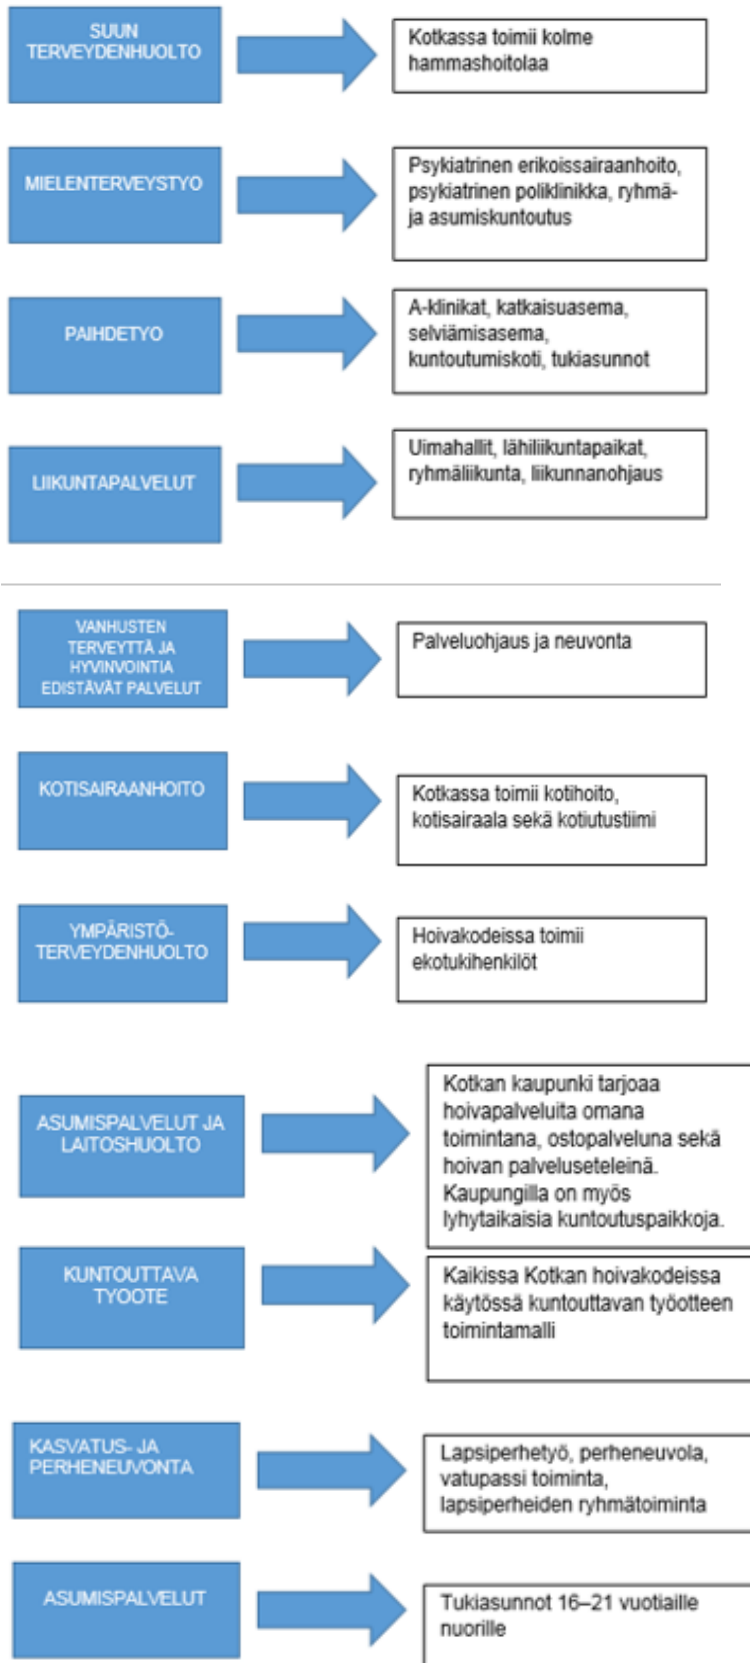 SUUN
TERVEYDENHUOLTO
Kotkassa toimii kolme
hammashoitolaa
MIELENTERVEYSTYO
Psykiatrinen erikoissairaanhoito,
psykiatrinen poliklinikka, ryhmä-
ja asumiskuntoutus
PAIHDETYO
A-klinikat, katkaisuasema,
selviämisasema,
kuntoutumiskoti, tukiasunnot
LIIKUNTAPALVELUT
Uimahallit, lähiliikuntapaikat,
ryhmäliikunta, liikunnanohjaus
VANHUSTEN
TERVEYTTÄ JA
HYVINVOINTIA
EDISTÄVÄT PALVELUT
Palveluohjaus ja neuvonta
KOTISAIRAANHOITO
Kotkassa toimii kotihoito,
kotisairaala sekä kotiutustiimi
YMPÄRISTÖ-
TERVEYDENHUOLTO
Hoivakodeissa toimii
ekotukihenkilöt
ASUMISPALVELUT JA
LAITOSHUOLTO
Kotkan kaupunki tarjoaa
hoivapalveluita omana
toimintana, ostopalveluna sekä
hoivan palveluseteleinä.
Kaupungilla on myös
lyhytaikaisia kuntoutuspaikkoja.
KUNTOUTTAVA
TYOOTE
Kaikissa Kotkan hoivakodeissa
käytössä kuntouttavan työotteen
toimintamalli
KASVATUS- JA
PERHENEUVONTA
Lapsiperhetyö, perheneuvola,
vatupassi toiminta,
lapsiperheiden ryhmätoiminta
ASUMISPALVELUT
Tukiasunnot 16–21 vuotiaille
nuorille